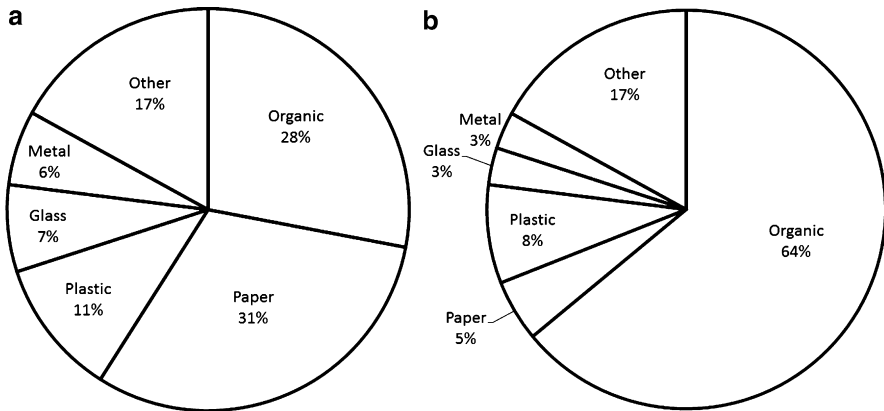 a
Other
17%
Organic
28%
Metal
6%
Glass
7%
Plastic
11%
Paper
31%
b
Other
17%
Metal
3%
Glass
3%
Plastic
8%
Organic
64%
Paper
5%